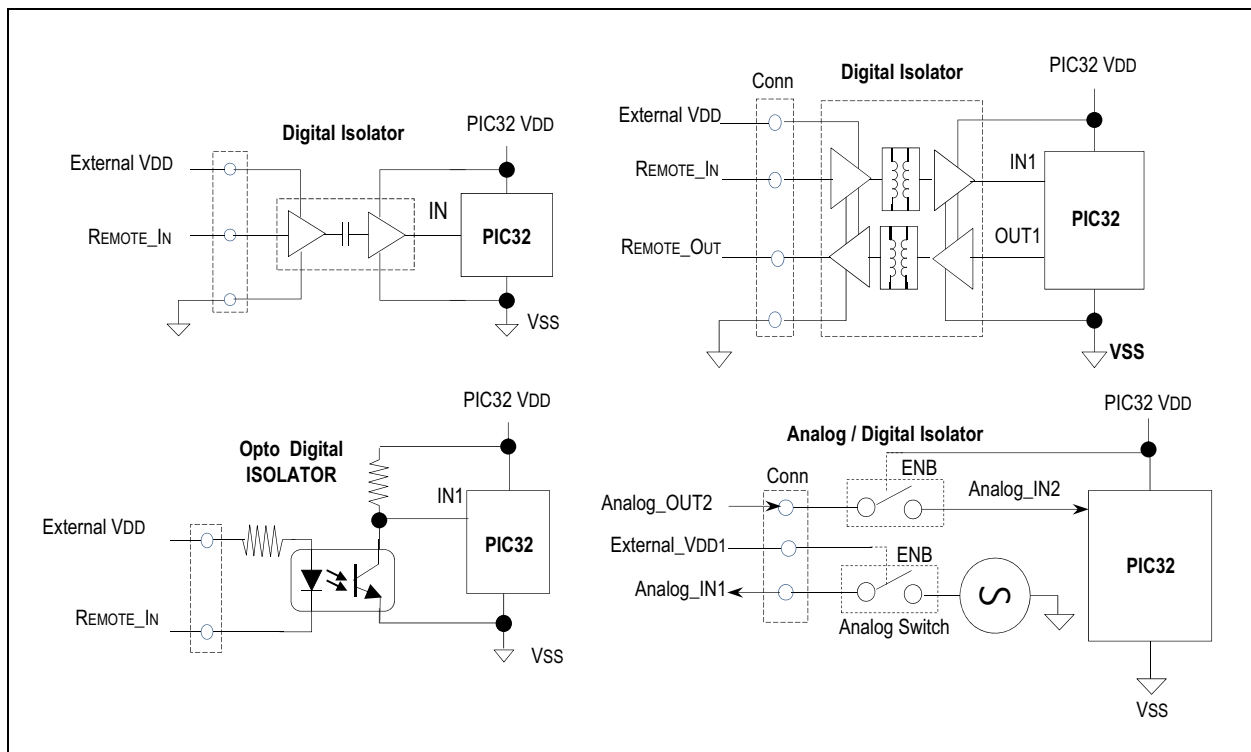 Digital Isolator
PIC32 VDD
External VDD
REMOTE_IN
IN
PIC32
VSS
Conn
Digital Isolator
PIC32 VDD
External VDD
REMOTE_IN
IN1
PIC32
REMOTE_OUT
OUT1
VSS
Opto Digital
ISOLATOR
PIC32 VDD
IN1
External VDD
PIC32
REMOTE_IN
VSS
PIC32 VDD
Analog / Digital Isolator
Conn
ENB
Analog_OUT2
Analog_IN2
External_VDD1
ENB
PIC32
Analog_IN1
Analog Switch
VSS